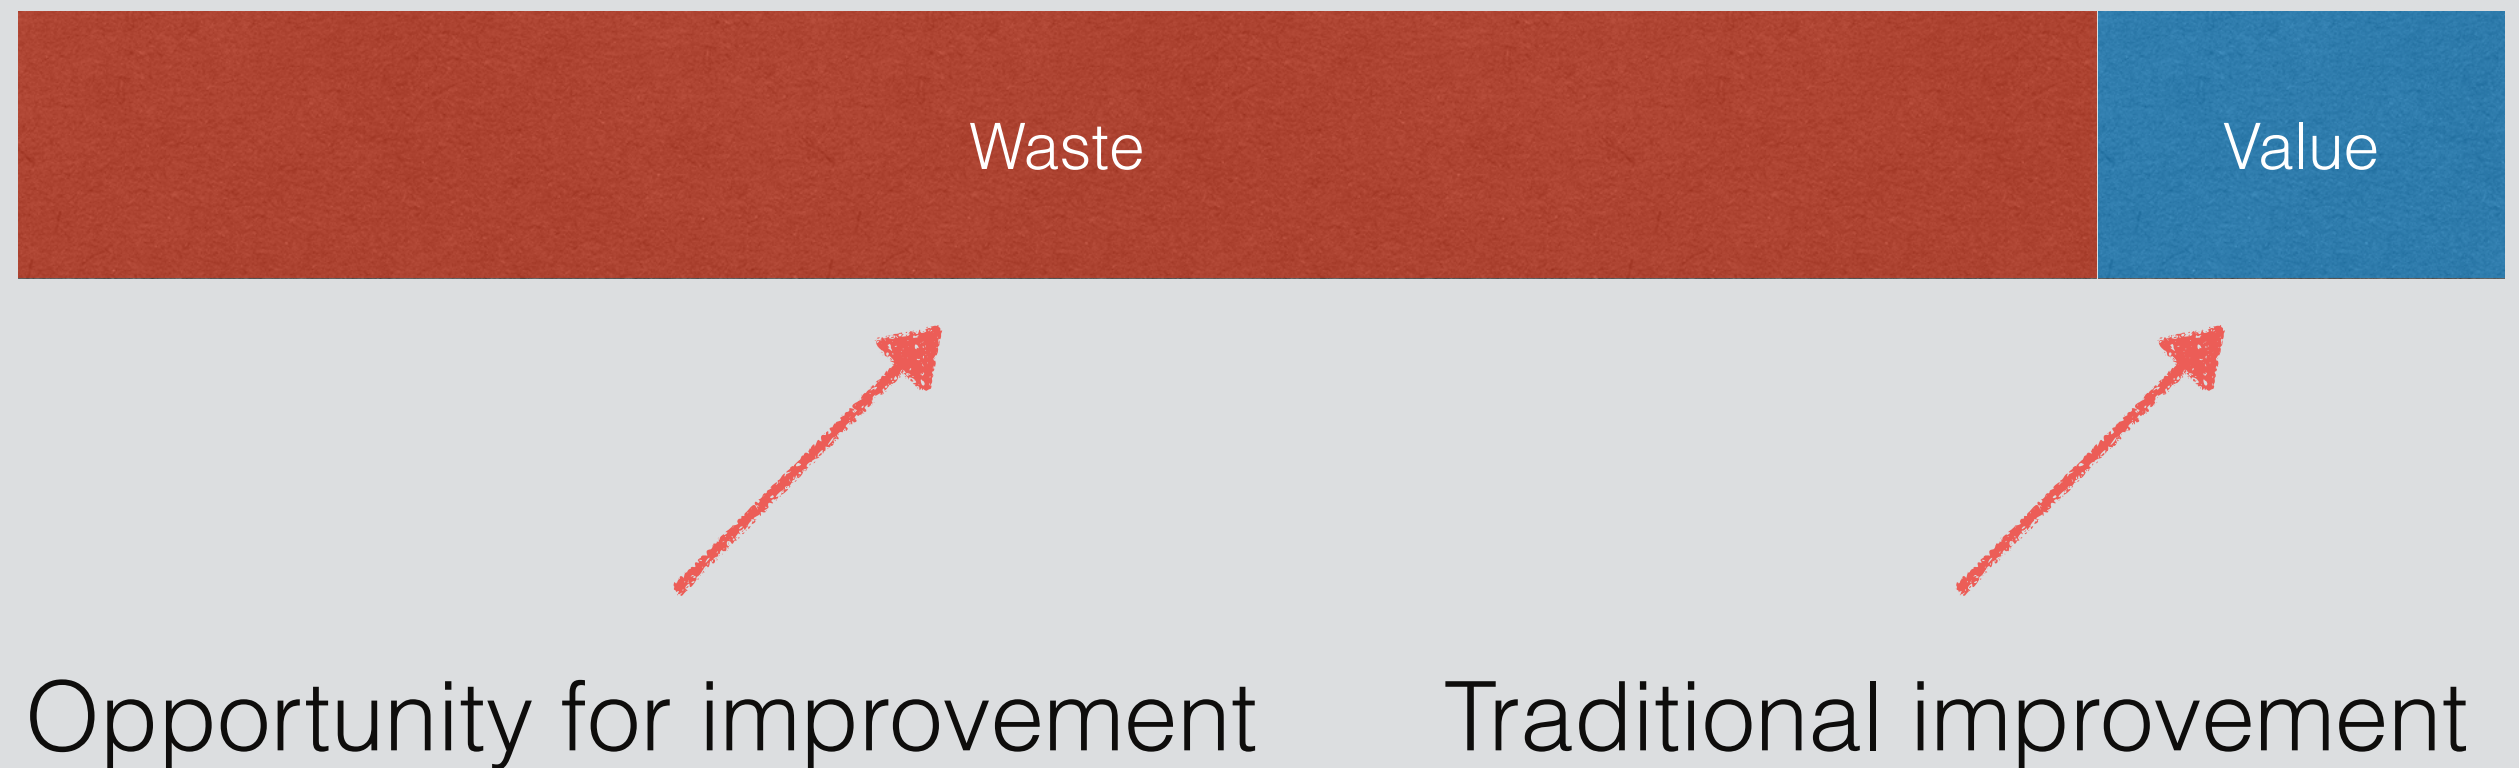 Waste
Value
Opportunity for improvement
Traditional improvement